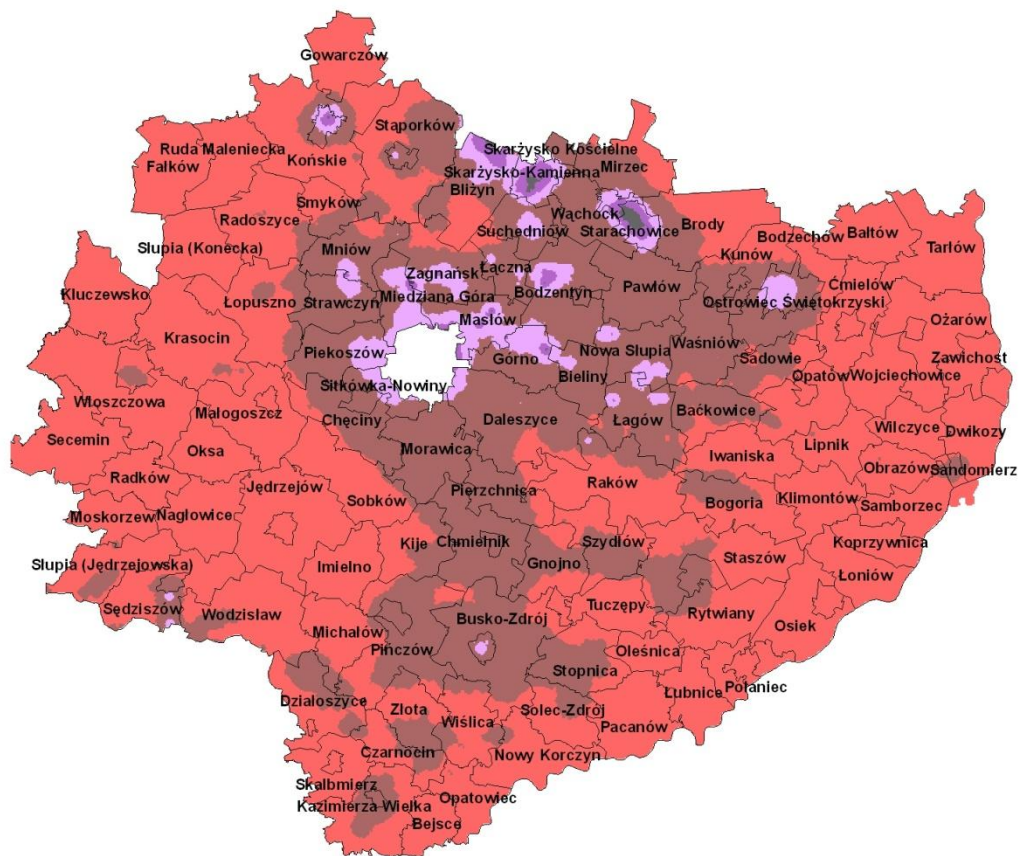 Gowarczów
Stąporków
Ruda Maleniecka
Fałków
Końskie
Skarżysko Kościelne
Skarżysko-Kamienna
Mirzec
Bliżyn
Smyków
Radoszyce
Wąchock
Suchedniów
Starachowice
Brody
Słupia (Konecka)
Mniów
Kunów
Bodzechów
Bałtów
Tarłów
Kluczewsko
Łopuszno
Strawczyn
Zagnańsk
Łączna
Miedziana Góra
Bodzentyn
Pawłów
Ostrowiec Świętokrzyski
Ćmielów
Krasocin
Masłów
Ożarów
Piekoszów
Górno
Nowa Słupia
Waśniów
Sadowie
Zawichost
Sitkówka-Nowiny
Bieliny
Opatów
Wojciechowice
Włoszczowa
Małogoszcz
Chęciny
Daleszyce
Łagów
Baćkowice
Wilczyce
Dwikozy
Secemin
Oksa
Morawica
Iwaniska
Lipnik
Radków
Jędrzejów
Obrazów
Sandomierz
Sobków
Pierzchnica
Raków
Bogoria
Klimontów
Samborzec
Moskorzew
Nagłowice
Kije
Chmielnik
Szydłów
Koprzywnica
Słupia (Jędrzejowska)
Imielno
Gnojno
Staszów
Łoniów
Sędziszów
Wodzisław
Tuczępy
Rytwiany
Osiek
Michałów
Busko-Zdrój
Pińczów
Oleśnica
Stopnica
Działoszyce
Łubnice
Połaniec
Złota
Wiślica
Solec-Zdrój
Pacanów
Czarnocin
Nowy Korczyn
Skalbmierz
Kazimierza Wielka
Opatowiec
Bejsce